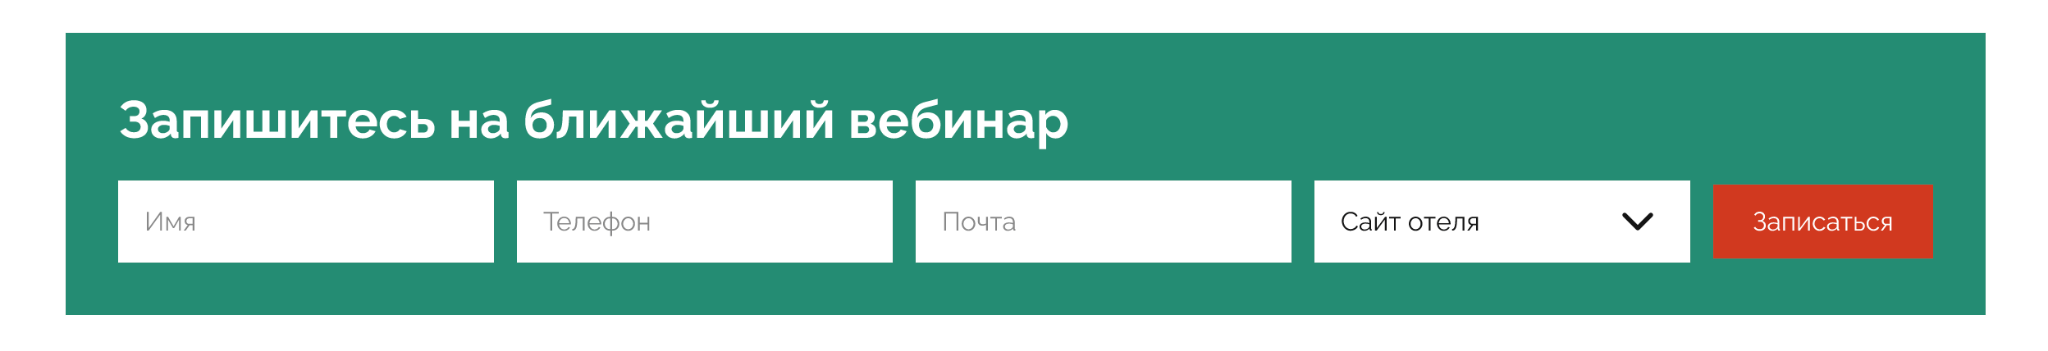 Запишитесь на ближайший вебинар
Имя
Телефон
Почта
Сайт отеля
Записаться